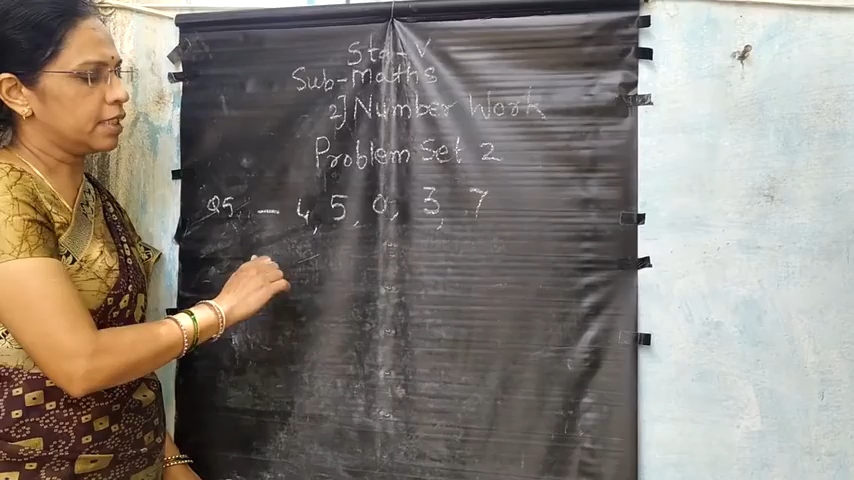 Std - V
Sub - Maths
2] Number Work
Problem Set 2
Q5 - 4, 5, 0, 3, 7